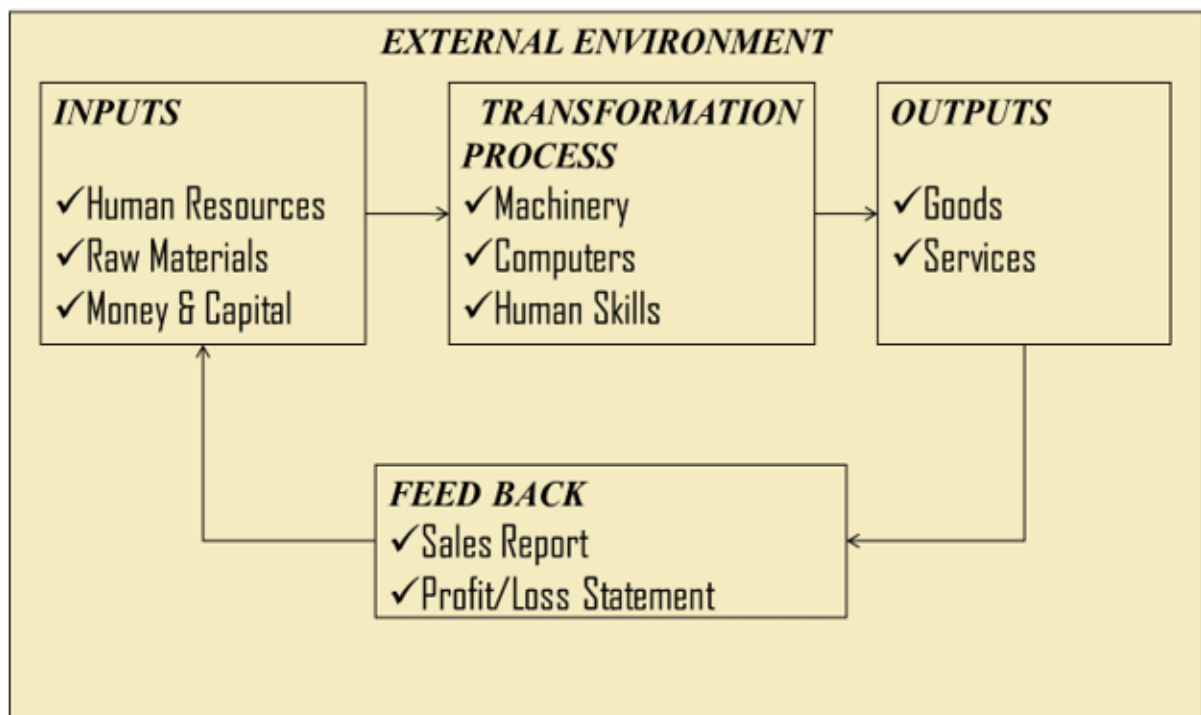 EXTERNAL ENVIRONMENT
INPUTS
✓Human Resources
✓Raw Materials
✓Money & Capital
TRANSFORMATION
PROCESS
✓Machinery
✓Computers
✓Human Skills
OUTPUTS
✓Goods
✓Services
FEED BACK
✓Sales Report
✓Profit/Loss Statement